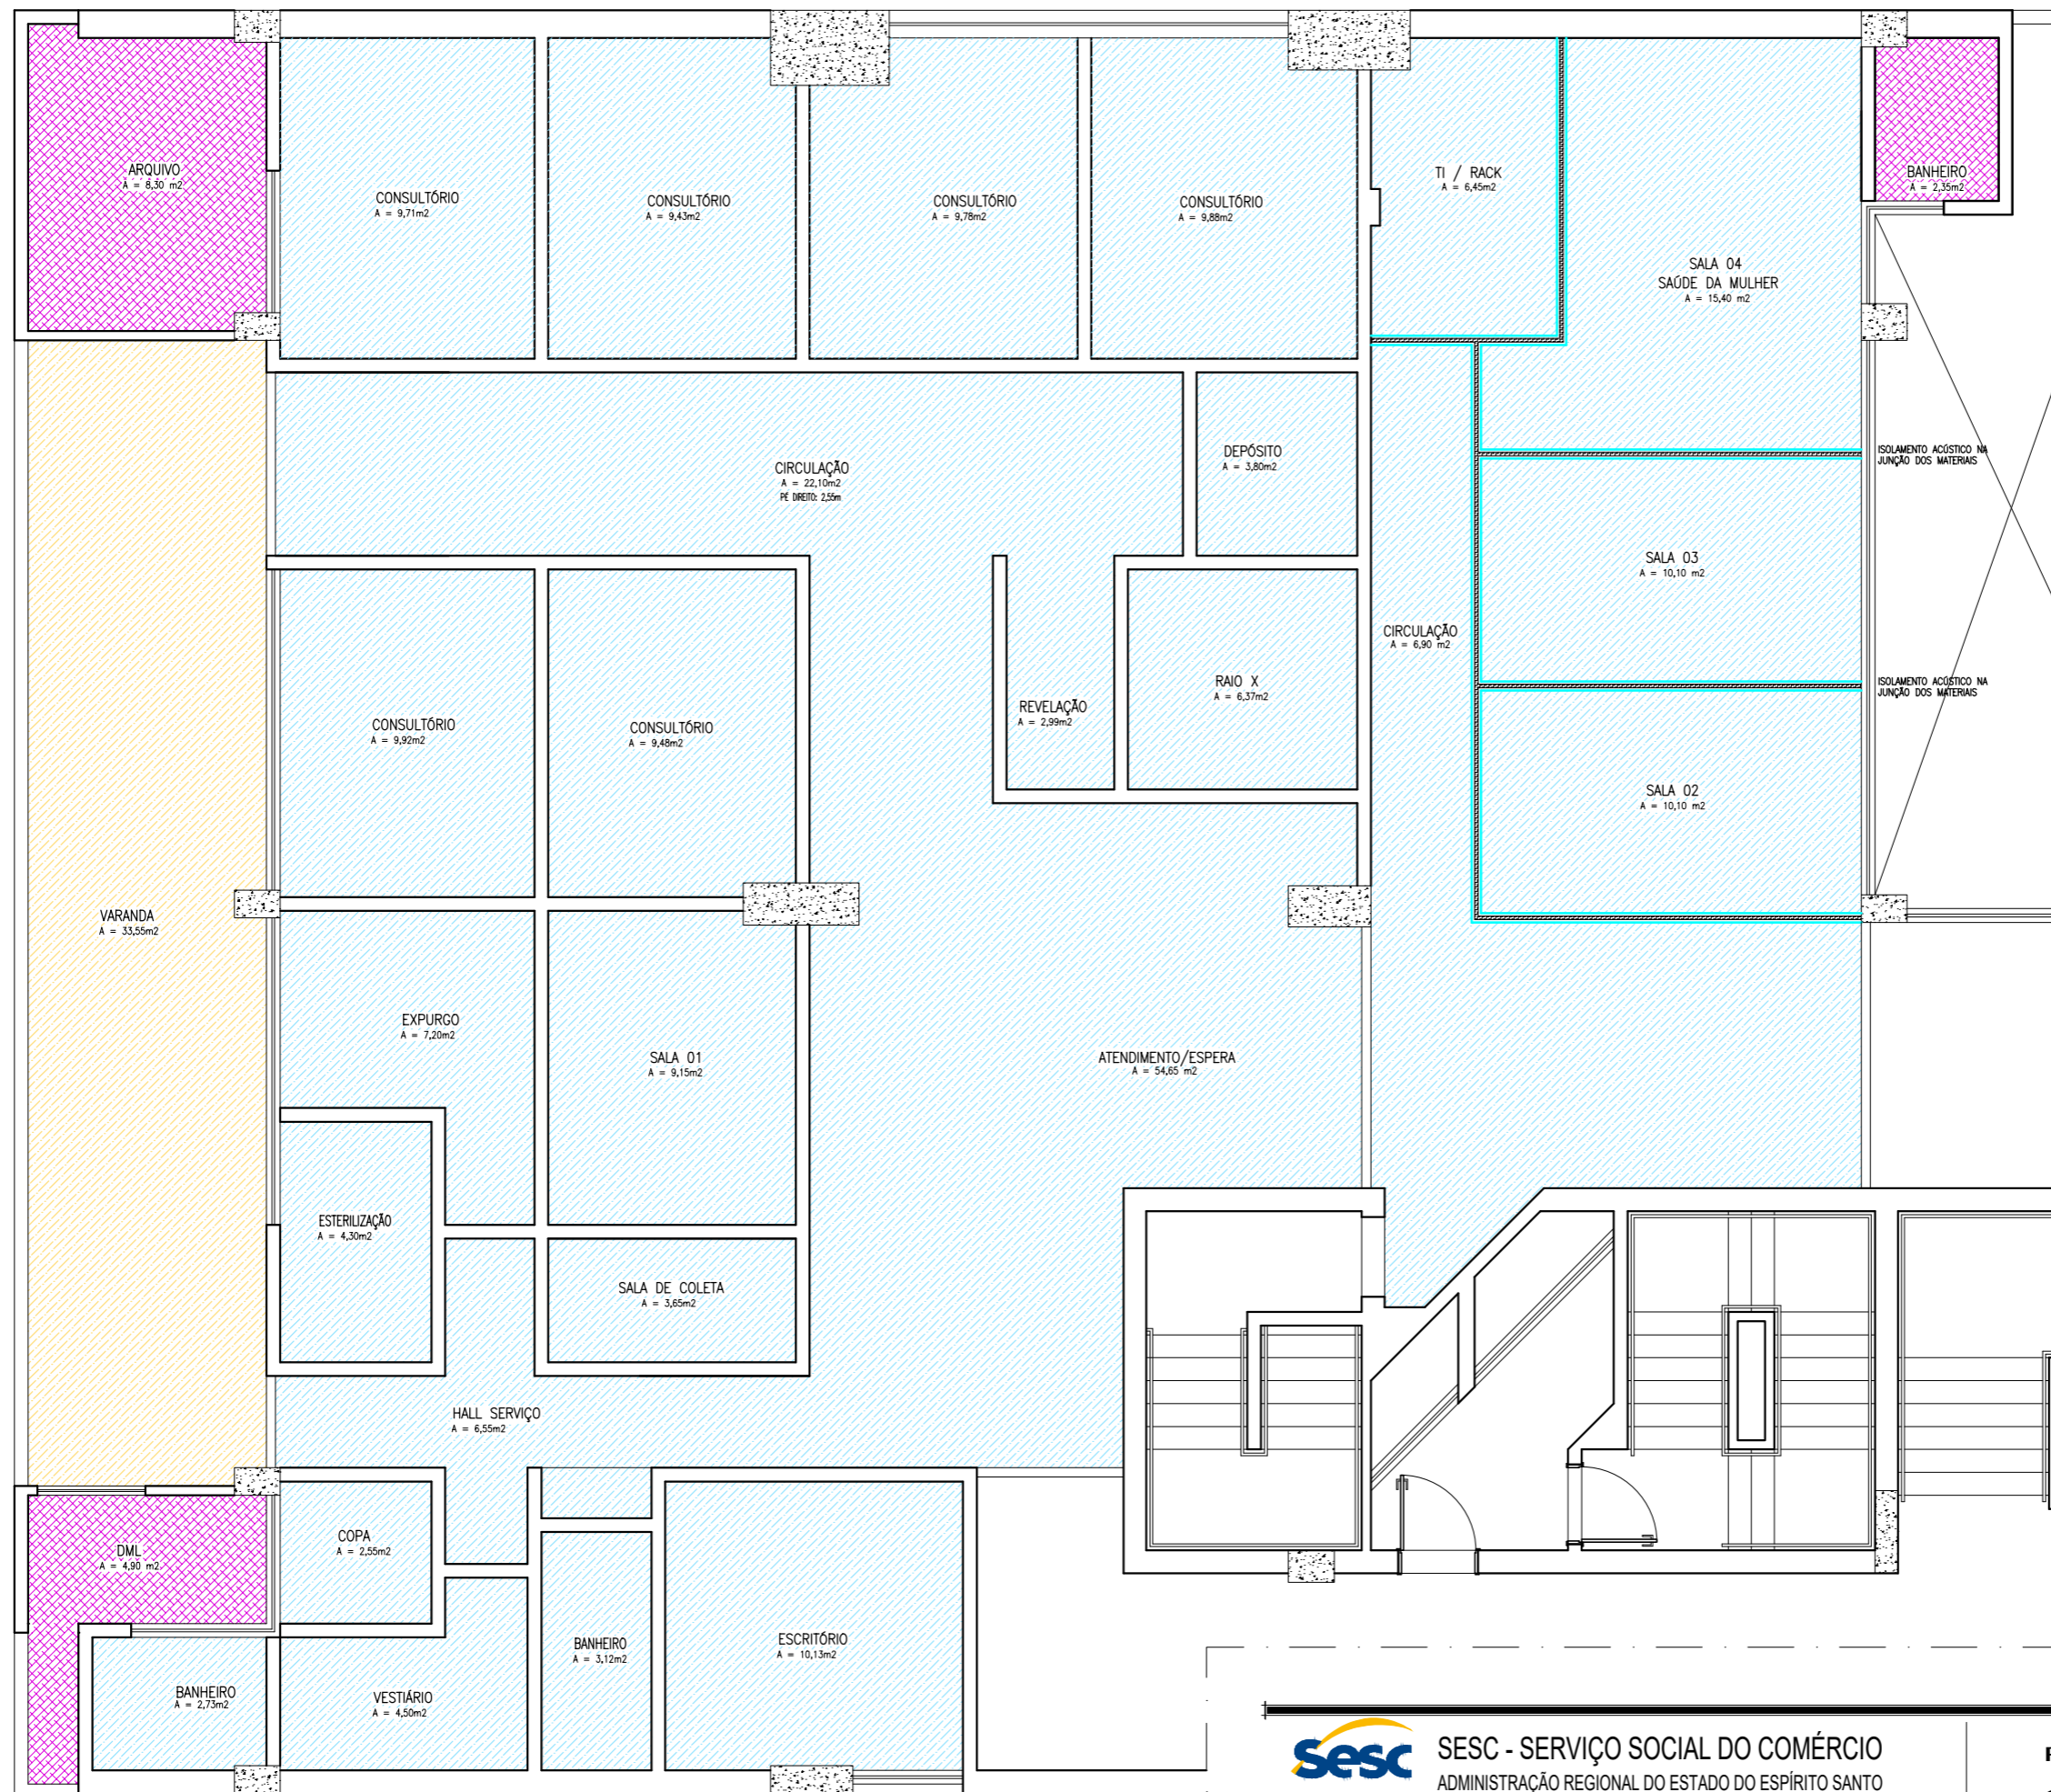 ARQUIVO
A = 8,30 m2
CONSULTÓRIO
A = 9,71m2
CONSULTÓRIO
A = 9,43m2
CONSULTÓRIO
A = 9,78m2
CONSULTÓRIO
A = 9,88m2
TI / RACK
A = 6,45m2
BANHEIRO
A = 2,35m2
SALA 04
SAÚDE DA MULHER
A = 15,40 m2
CIRCULAÇÃO
A = 22,10m2
PÉ DIREITO: 2,55m
DEPÓSITO
A = 3,80m2
ISOLAMENTO ACÚSTICO NA
JUNÇÃO DOS MATERIAIS
SALA 03
A = 10,10 m2
CIRCULAÇÃO
A = 6,90 m2
RAIO X
A = 6,37m2
REVELAÇÃO
A = 2,99m2
ISOLAMENTO ACÚSTICO NA
JUNÇÃO DOS MATERIAIS
CONSULTÓRIO
A = 9,92m2
CONSULTÓRIO
A = 9,48m2
SALA 02
A = 10,10 m2
VARANDA
A = 33,55m2
EXPURGO
A = 7,20m2
SALA 01
A = 9,15m2
ATENDIMENTO/ESPERA
A = 54,65 m2
ESTERILIZAÇÃO
A = 4,30m2
SALA DE COLETA
A = 3,65m2
HALL SERVIÇO
A = 6,55m2
COPA
A = 2,55m2
DML
A = 4,90 m2
BANHEIRO
A = 3,12m2
ESCRITÓRIO
A = 10,13m2
BANHEIRO
A = 2,73m2
VESTIÁRIO
A = 4,50m2
Sesc
SESC - SERVIÇO SOCIAL DO COMÉRCIO
ADMINISTRAÇÃO REGIONAL DO ESTADO DO ESPÍRITO SANTO